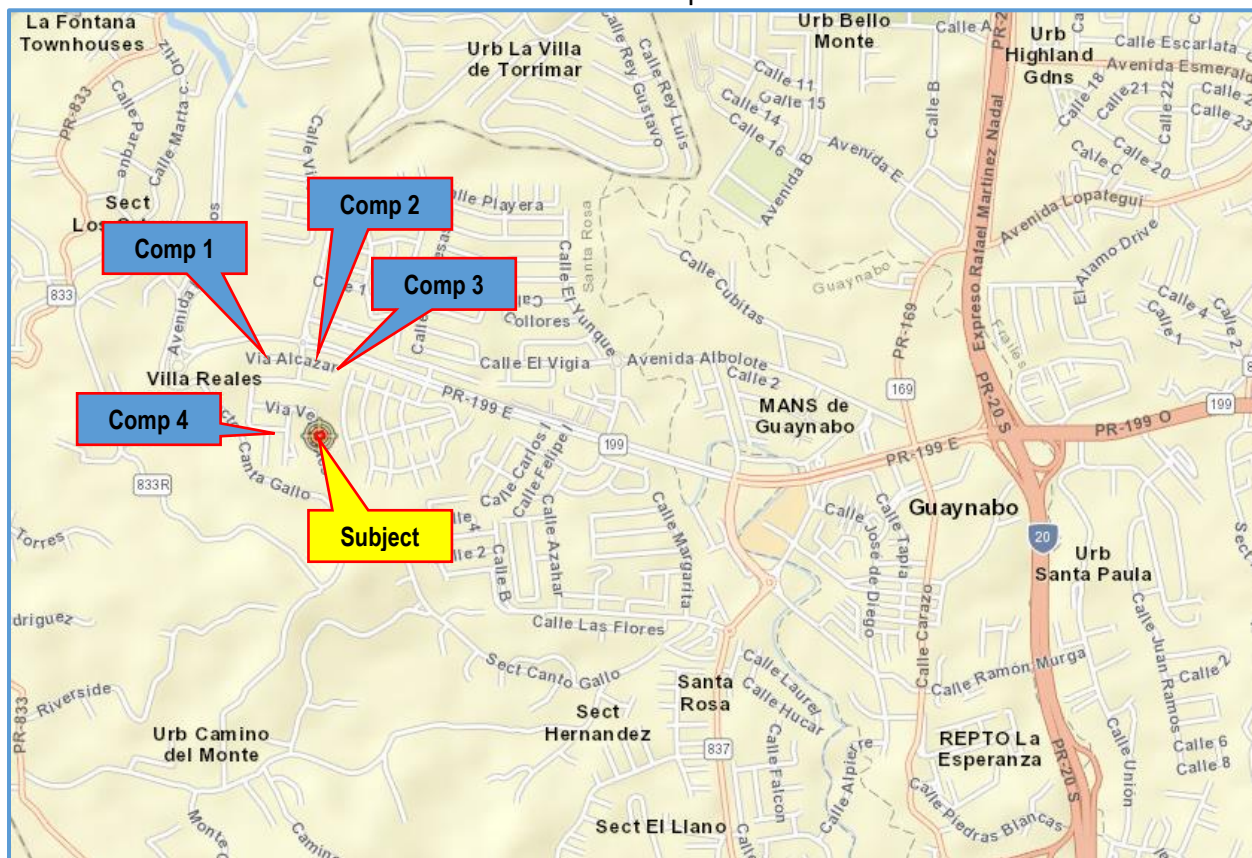 La Fontana
Townhouses
Urb La Villa
de Torrimar
Urb Bello
Monte
Calle A
PR-2
Urb
Highland
Gdns
Calle Escarlata
Avenida Esmeralda
Calle 18
Calle 21
Calle 22
Calle 23
Calle 20
Calle C
PR-833
Calle Parque
Calle Marta c. Ortiz
Calle Rey Gustavo
Calle Rey Luis
Calle 11
Calle 15
Calle 14
Calle 16
Calle B
Avenida B
Avenida E
Expreso Rafael Martinez Nadal
Avenida Lopategui
El Alamo Drive
Sect
Comp 2
Playera
Santa Rosa
Comp 1
Comp 3
833
Avenida
Calle El Yunque
Collores
Calle Cubitas
Guaynabo
PR-169
Frailes
Calle 4
Calle 1
Calle 2
Via Alcazar
Calle El Vigia
Avenida Albolote
Calle 2
Villa Reales
PR-199 E
169
PR-20 S
199
Comp 4
MANS de
Guaynabo
PR-199 O
PR-199 E
199
Canta Gallo
833R
Calle Carlos I
Calle Felipe I
Subject
Calle Azahar
Calle Margarita
Guaynabo
Calle Tapia
Calle Jose de Diego
20
Urb
Santa Paula
Torres
Calle B
Calle Las Flores
Calle Carazo
Calle Ramón Murga
Calle Juan Ramos
Calle 2
Riverside
PR-833
Sect Canto Gallo
Santa
Rosa
Calle Laurel
Calle Hucar
Sect
Hernandez
Urb Camino
del Monte
837
REPTO La
Esperanza
Calle 6
Calle 8
Calle Unión
PR-20 S
Calle Falcon
Calle Piedras Blancas
Sect El Llano
Calle